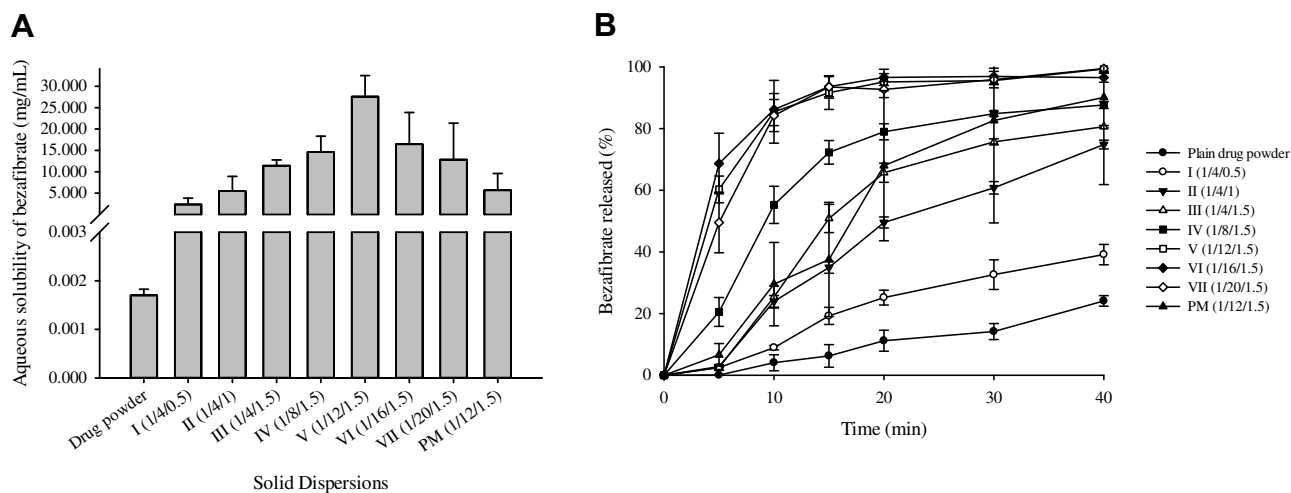 A
Aqueous solubility of bezafibrate (mg/mL)
30.000
25.000
20.000
15.000
10.000
5.000
0.003
0.002
0.001
0.000
Drug powder
I (1/4/0.5)
II (1/4/1)
III (1/4/1.5)
IV (1/8/1.5)
V (1/12/1.5)
VI (1/16/1.5)
VII (1/20/1.5)
PM (1/12/1.5)
Solid Dispersions
B
Bezafibrate released (%)
100
80
60
40
20
0
0
10
20
30
40
Time (min)
Plain drug powder
I (1/4/0.5)
II (1/4/1)
III (1/4/1.5)
IV (1/8/1.5)
V (1/12/1.5)
VI (1/16/1.5)
VII (1/20/1.5)
PM (1/12/1.5)